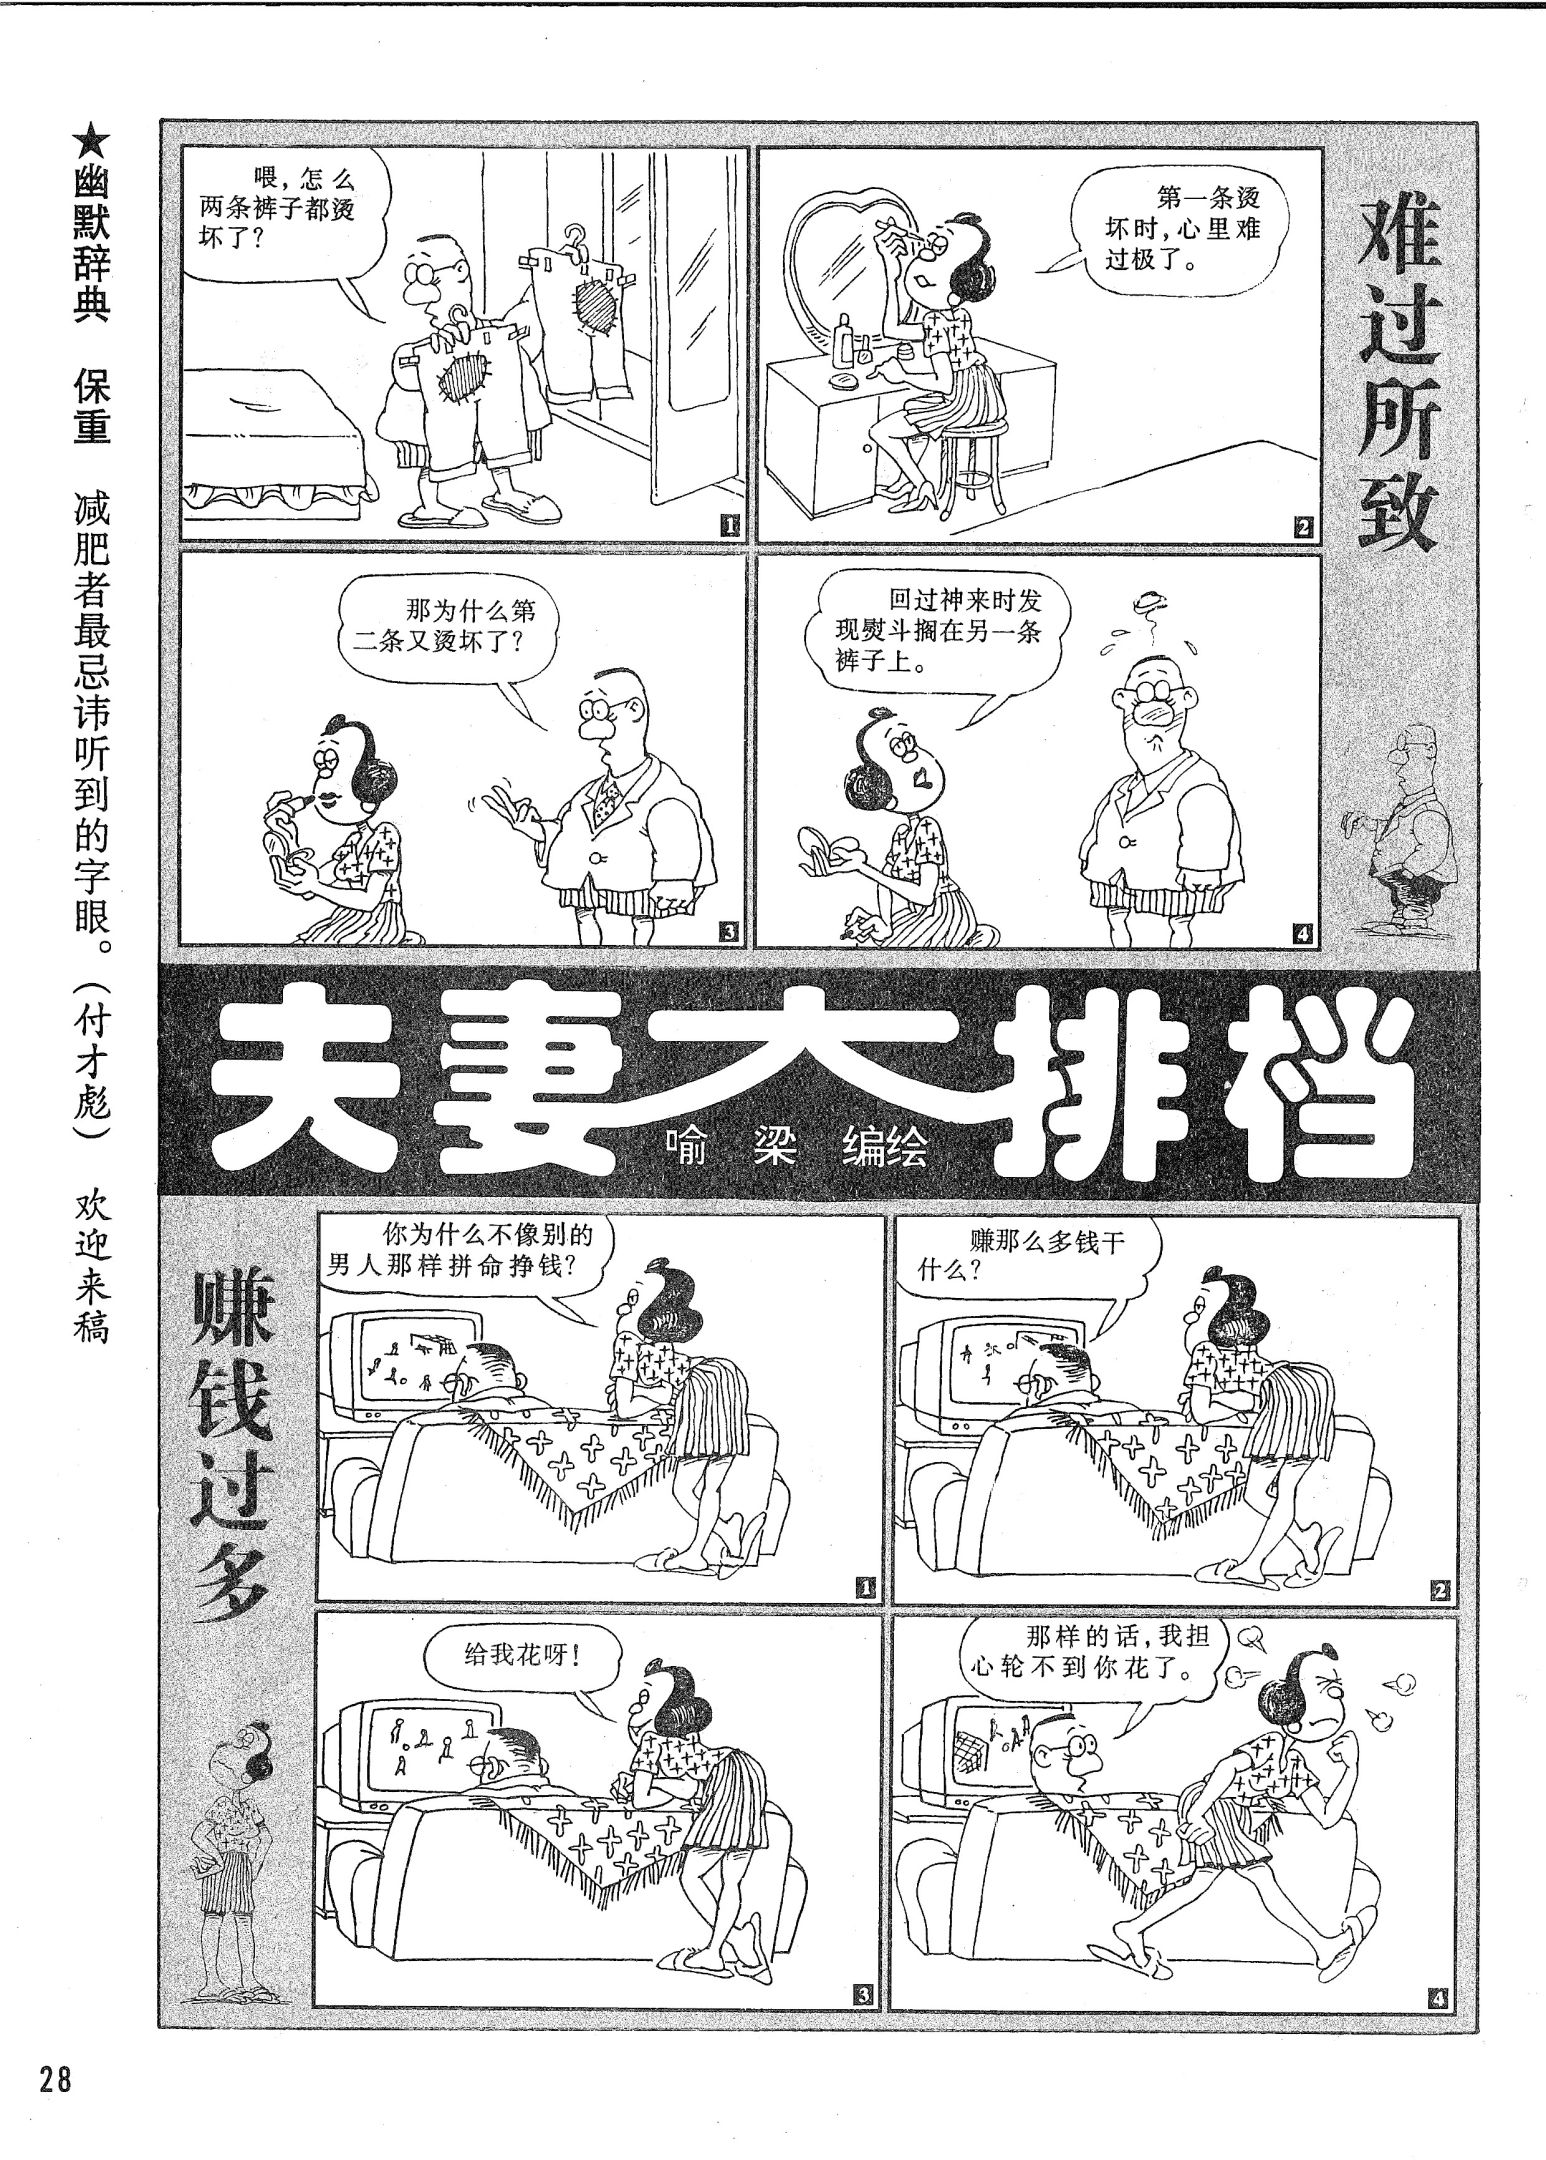 ★幽默辞典 保重 减肥者最忌讳听到的字眼。(付才彪) 欢迎来稿
难过所致
喂,怎么
两条裤子都烫
坏了?
1
第一条烫
坏时,心里难
过极了。
2
那为什么第
二条又烫坏了?
3
回过神来时发
现熨斗搁在另一条
裤子上。
4
夫妻大排档
喻 梁 编绘
赚钱过多
你为什么不像别的
男人那样拼命挣钱?
1
赚那么多钱干
什么?
2
给我花呀!
3
那样的话,我担
心轮不到你花了。
4
28